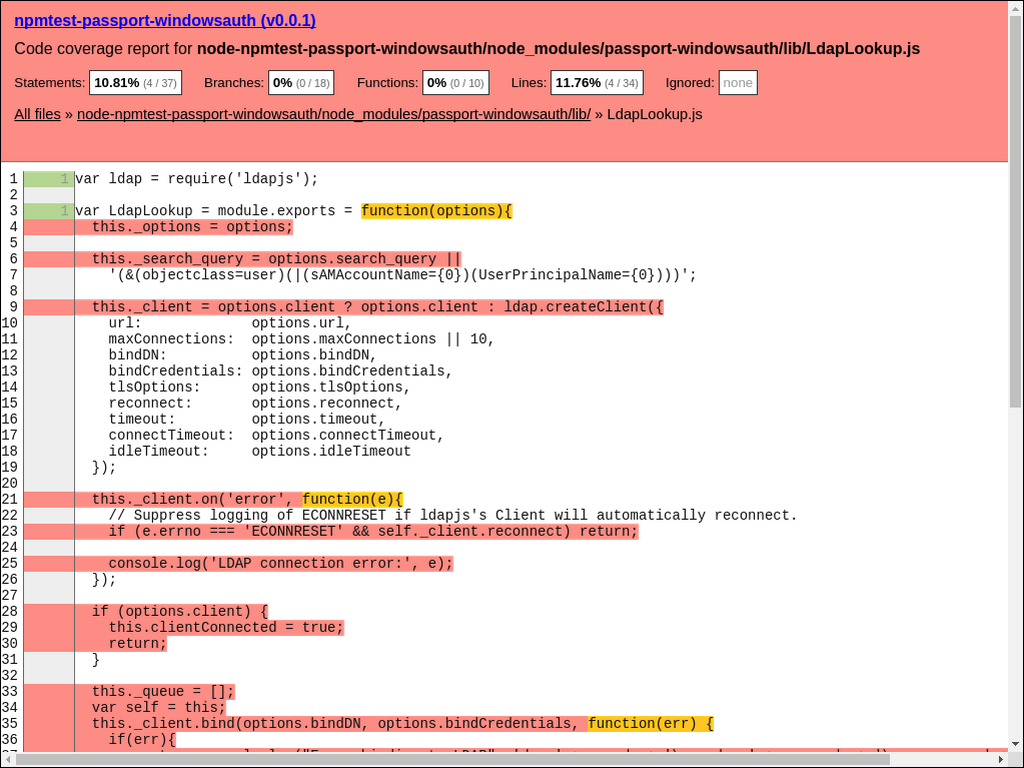 npmtest-passport-windowsauth (v0.0.1)
Code coverage report for node-npmtest-passport-windowsauth/node_modules/passport-windowsauth/lib/LdapLookup.js
Statements: 10.81% (4 / 37) Branches: 0% (0 / 18) Functions: 0% (0 / 10) Lines: 11.76% (4 / 34) Ignored: none
All files » node-npmtest-passport-windowsauth/node_modules/passport-windowsauth/lib/ » LdapLookup.js
1 1 var ldap = require('ldapjs');
2
3 1 var LdapLookup = module.exports = function(options){
4 this._options = options;
5
6 this._search_query = options.search_query ||
7 '(&(objectclass=user)(|(sAMAccountName={0})(UserPrincipalName={0})))';
8
9 this._client = options.client ? options.client : ldap.createClient({
10 url: options.url,
11 maxConnections: options.maxConnections || 10,
12 bindDN: options.bindDN,
13 bindCredentials: options.bindCredentials,
14 tlsOptions: options.tlsOptions,
15 reconnect: options.reconnect,
16 timeout: options.timeout,
17 connectTimeout: options.connectTimeout,
18 idleTimeout: options.idleTimeout
19 });
20
21 this._client.on('error', function(e){
22 // Suppress logging of ECONNRESET if ldapjs's Client will automatically reconnect.
23 if (e.errno === 'ECONNRESET' && self._client.reconnect) return;
24
25 console.log('LDAP connection error:', e);
26 });
27
28 if (options.client) {
29 this.clientConnected = true;
30 return;
31 }
32
33 this._queue = [];
34 var self = this;
35 this._client.bind(options.bindDN, options.bindCredentials, function(err) {
36 if(err){